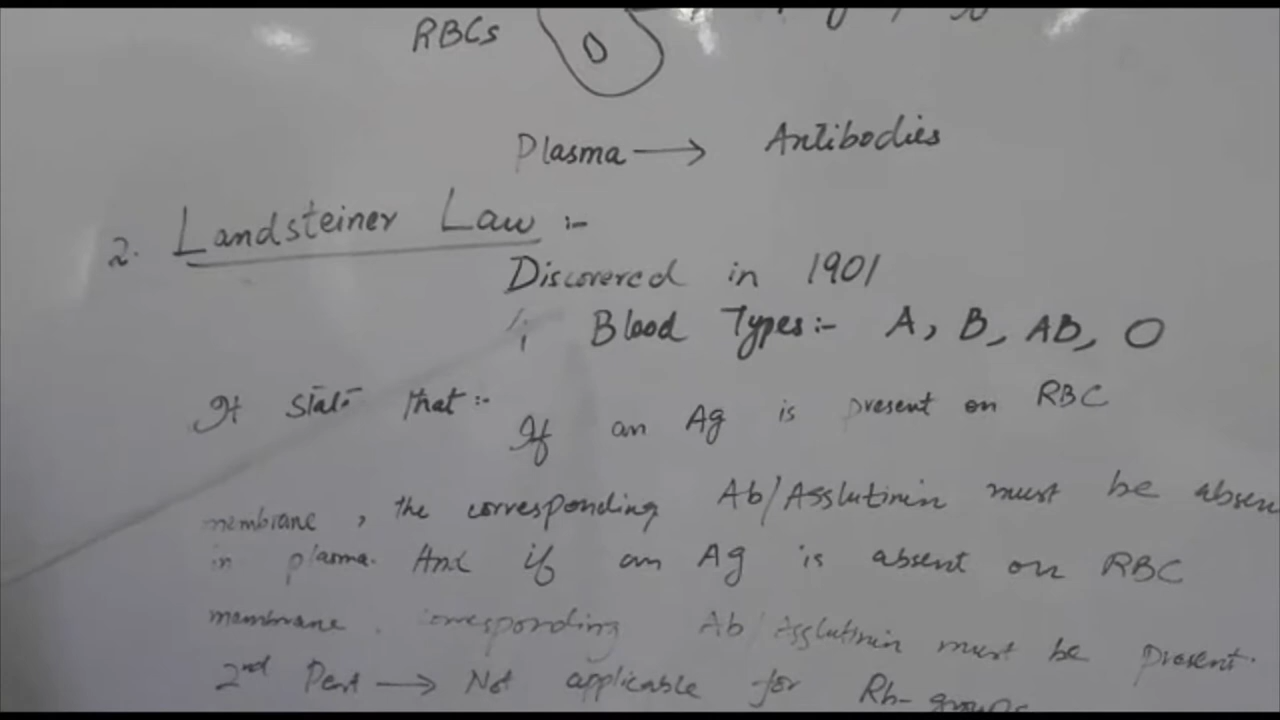 RBCs
Plasma → Antibodies
2. Landsteiner Law :-
Discovered in 1901
Blood Types:- A, B, AB, O
It State that :-
If an Ag is present on RBC
membrane, the corresponding Ab/Agglutinin must be absen
in plasma. And if an Ag is absent on RBC
membrane. corresponding Ab/Agglutinin must be present.
2nd Part → Not applicable for Rh-groups